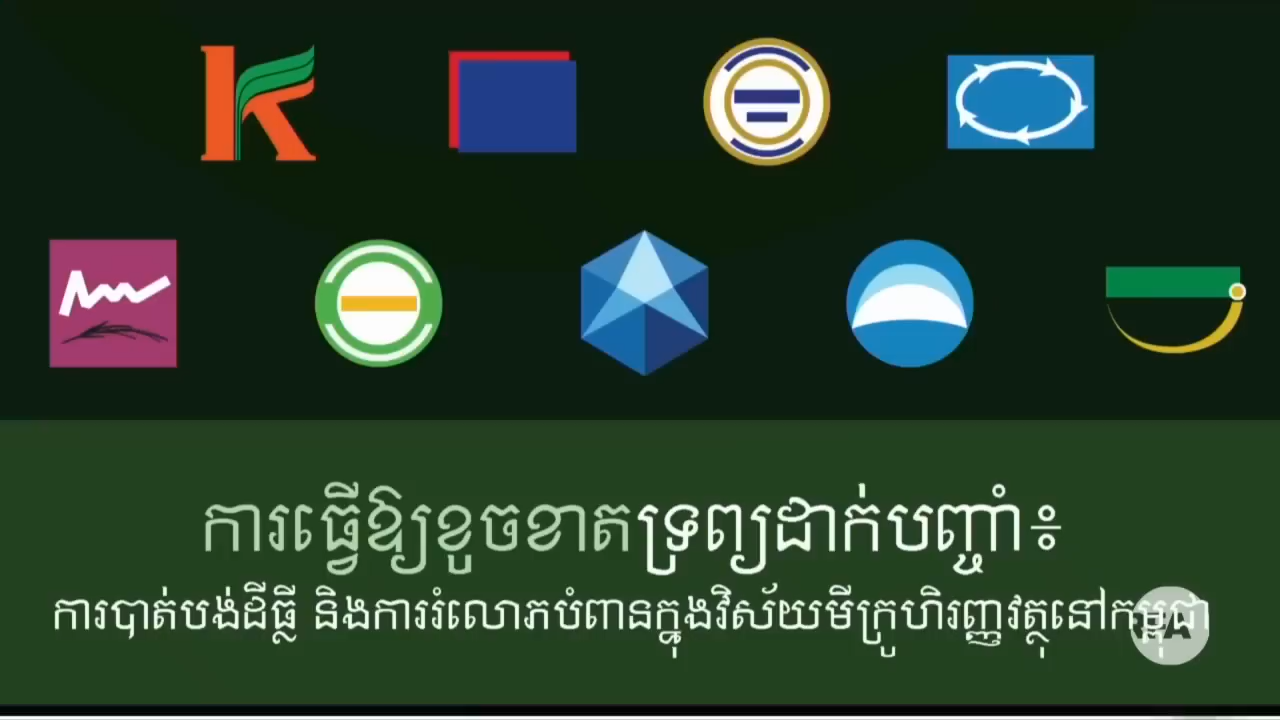 ការធ្វើឱ្យខូចខាតទ្រព្យដាក់បញ្ចាំ៖
ការបាត់បង់ដីធ្លី និងការរំលោភបំពានក្នុងវិស័យមីក្រូហិរញ្ញវត្ថុនៅកម្ពុជា